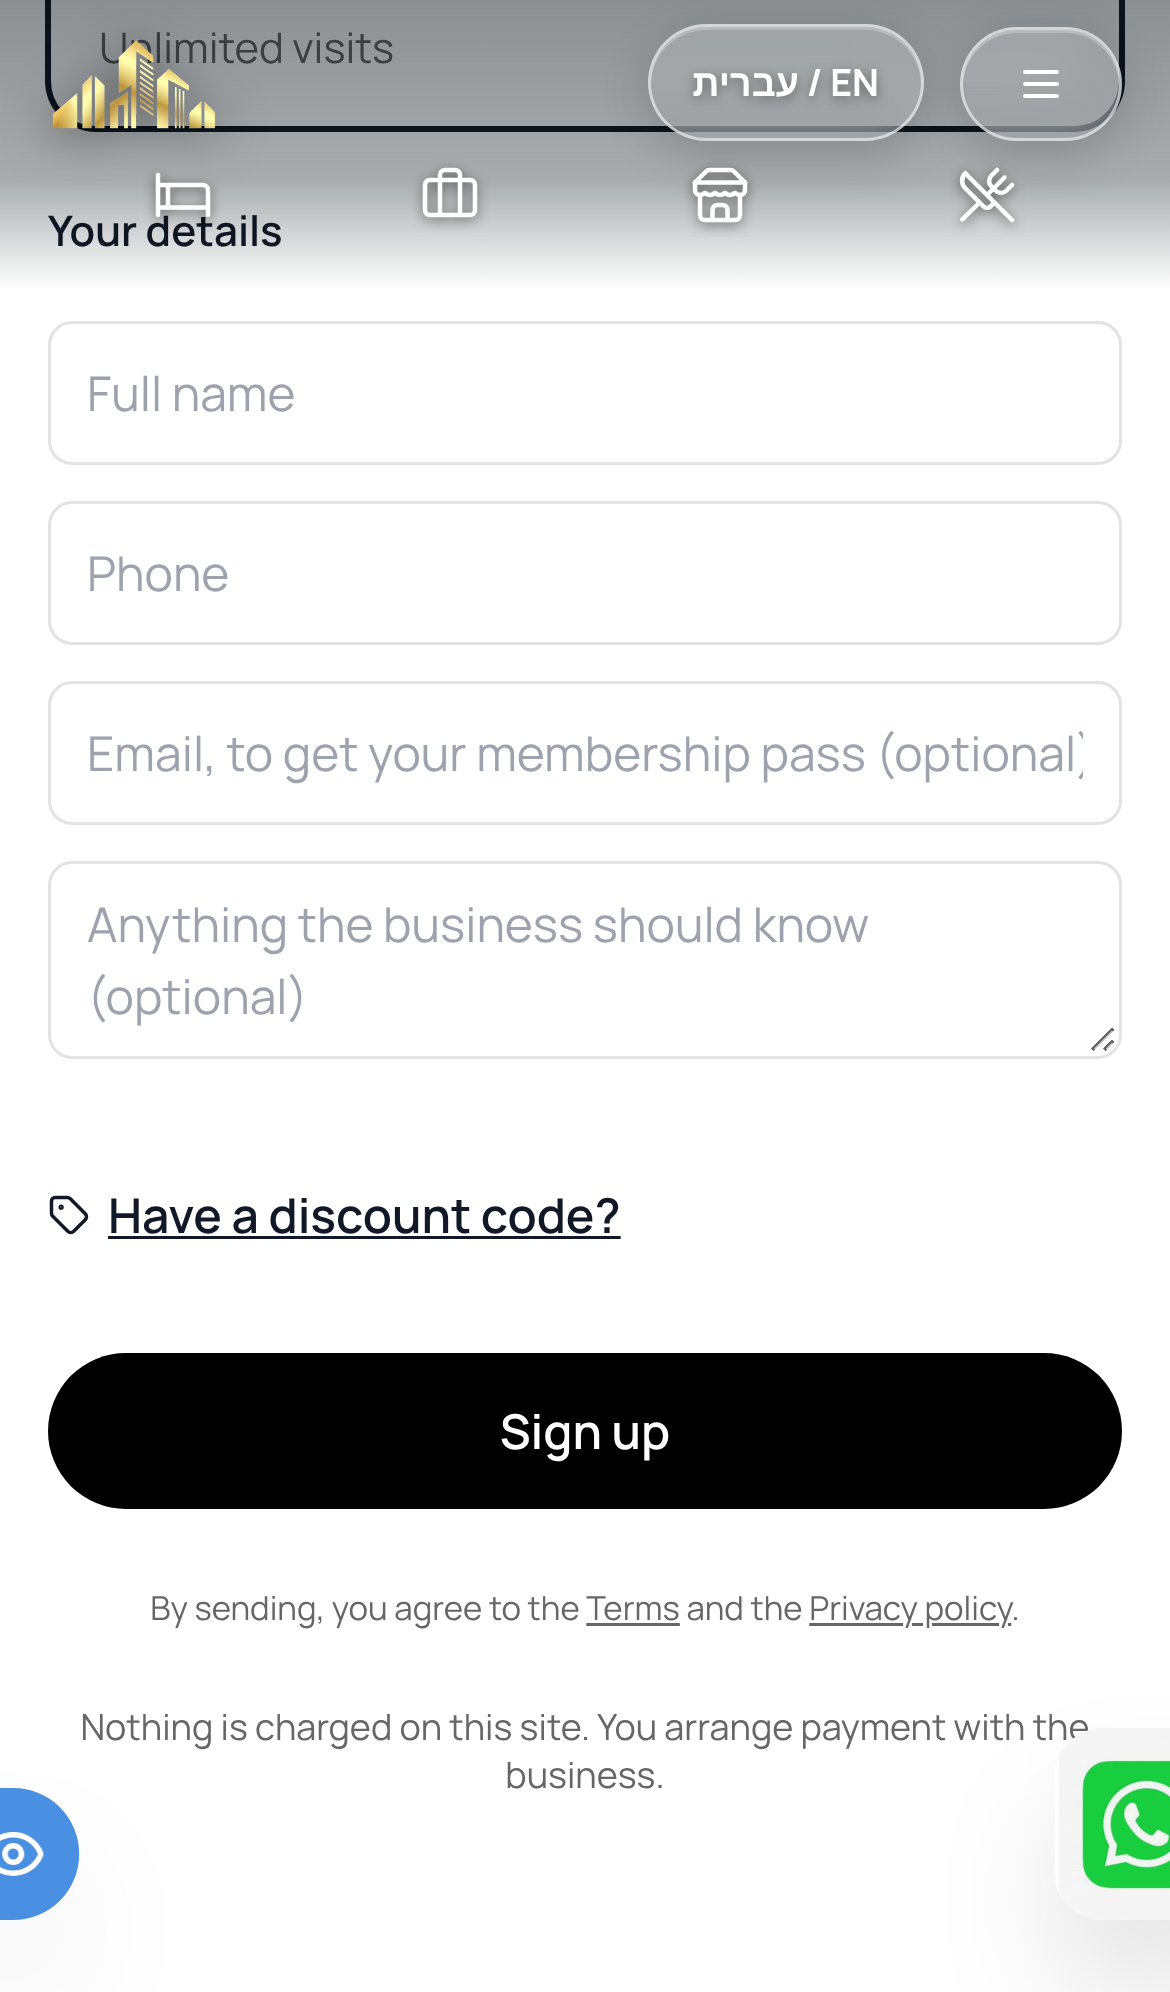 Unlimited visits
עברית / EN
Your details
Full name
Phone
Email, to get your membership pass (optional)
Anything the business should know
(optional)
Have a discount code?
Sign up
By sending, you agree to the Terms and the Privacy policy.
Nothing is charged on this site. You arrange payment with the
business.